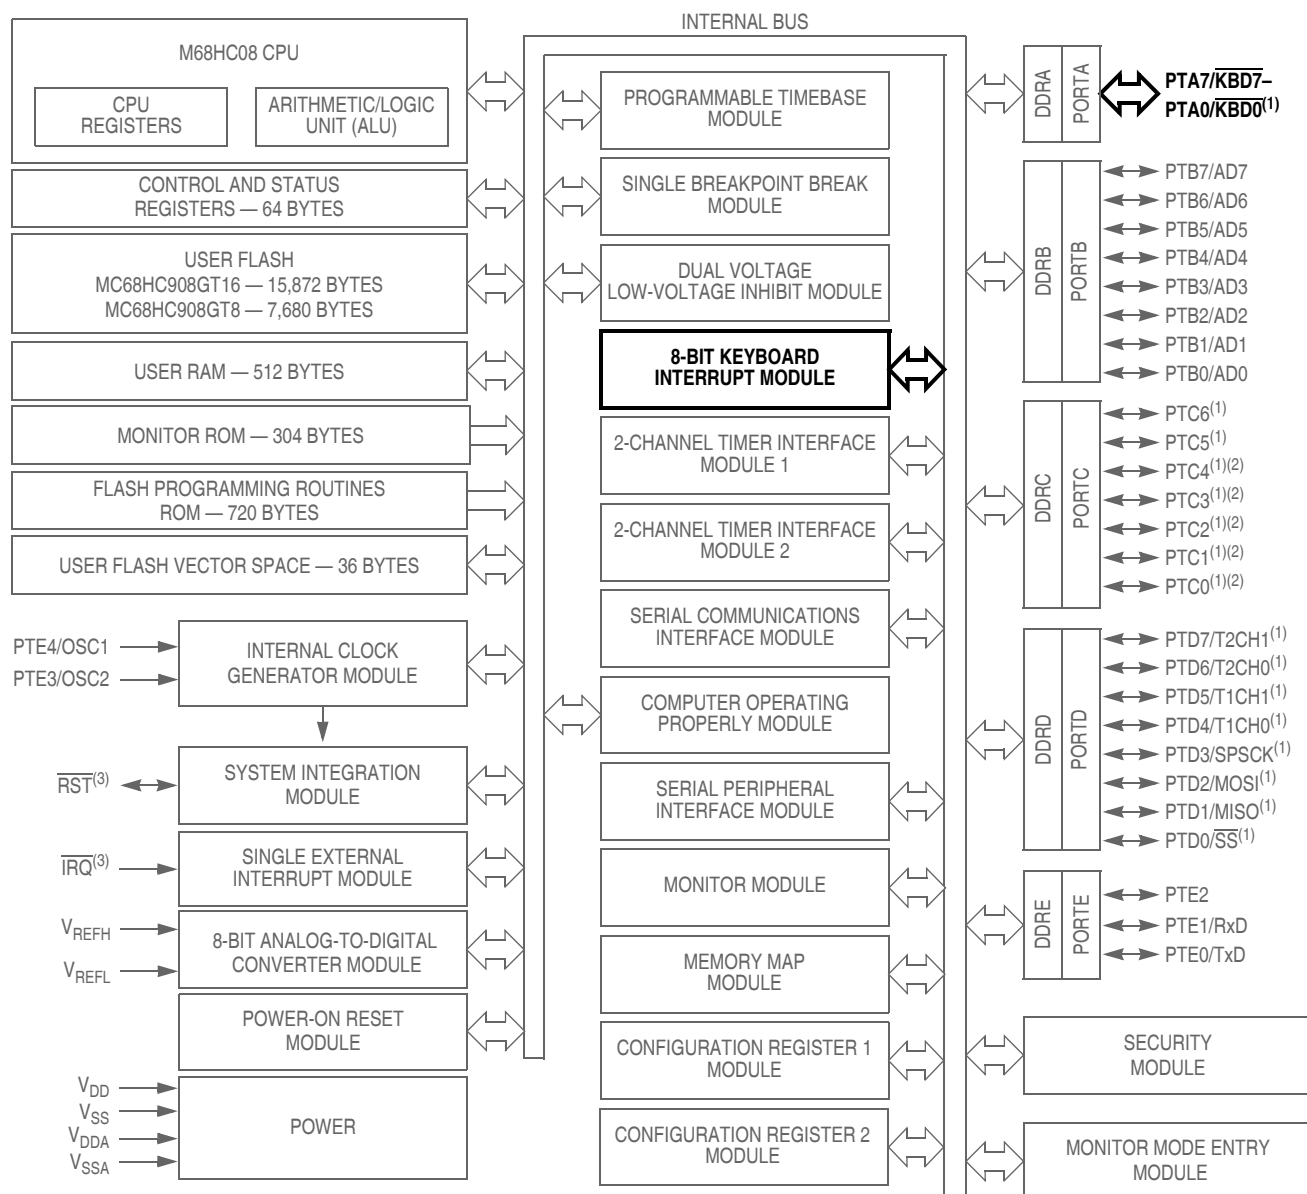 INTERNAL BUS
M68HC08 CPU
CPU
REGISTERS
ARITHMETIC/LOGIC
UNIT (ALU)
CONTROL AND STATUS
REGISTERS — 64 BYTES
USER FLASH
MC68HC908GT16 — 15,872 BYTES
MC68HC908GT8 — 7,680 BYTES
USER RAM — 512 BYTES
MONITOR ROM — 304 BYTES
FLASH PROGRAMMING ROUTINES
ROM — 720 BYTES
USER FLASH VECTOR SPACE — 36 BYTES
PTE4/OSC1
PTE3/OSC2
INTERNAL CLOCK
GENERATOR MODULE
RST(3)
SYSTEM INTEGRATION
MODULE
IRQ(3)
SINGLE EXTERNAL
INTERRUPT MODULE
VREFH
VREFL
8-BIT ANALOG-TO-DIGITAL
CONVERTER MODULE
POWER-ON RESET
MODULE
VDD
VSS
VDDA
VSSA
POWER
PROGRAMMABLE TIMEBASE
MODULE
SINGLE BREAKPOINT BREAK
MODULE
DUAL VOLTAGE
LOW-VOLTAGE INHIBIT MODULE
8-BIT KEYBOARD
INTERRUPT MODULE
2-CHANNEL TIMER INTERFACE
MODULE 1
2-CHANNEL TIMER INTERFACE
MODULE 2
SERIAL COMMUNICATIONS
INTERFACE MODULE
COMPUTER OPERATING
PROPERLY MODULE
SERIAL PERIPHERAL
INTERFACE MODULE
MONITOR MODULE
MEMORY MAP
MODULE
CONFIGURATION REGISTER 1
MODULE
CONFIGURATION REGISTER 2
MODULE
DDRA
PORTA
PTA7/KBD7–
PTA0/KBD0(1)
DDRB
PORTB
PTB7/AD7
PTB6/AD6
PTB5/AD5
PTB4/AD4
PTB3/AD3
PTB2/AD2
PTB1/AD1
PTB0/AD0
DDRC
PORTC
PTC6(1)
PTC5(1)
PTC4(1)(2)
PTC3(1)(2)
PTC2(1)(2)
PTC1(1)(2)
PTC0(1)(2)
DDRD
PORTD
PTD7/T2CH1(1)
PTD6/T2CH0(1)
PTD5/T1CH1(1)
PTD4/T1CH0(1)
PTD3/SPSCK(1)
PTD2/MOSI(1)
PTD1/MISO(1)
PTD0/SS(1)
DDRE
PORTE
PTE2
PTE1/RxD
PTE0/TxD
SECURITY
MODULE
MONITOR MODE ENTRY
MODULE